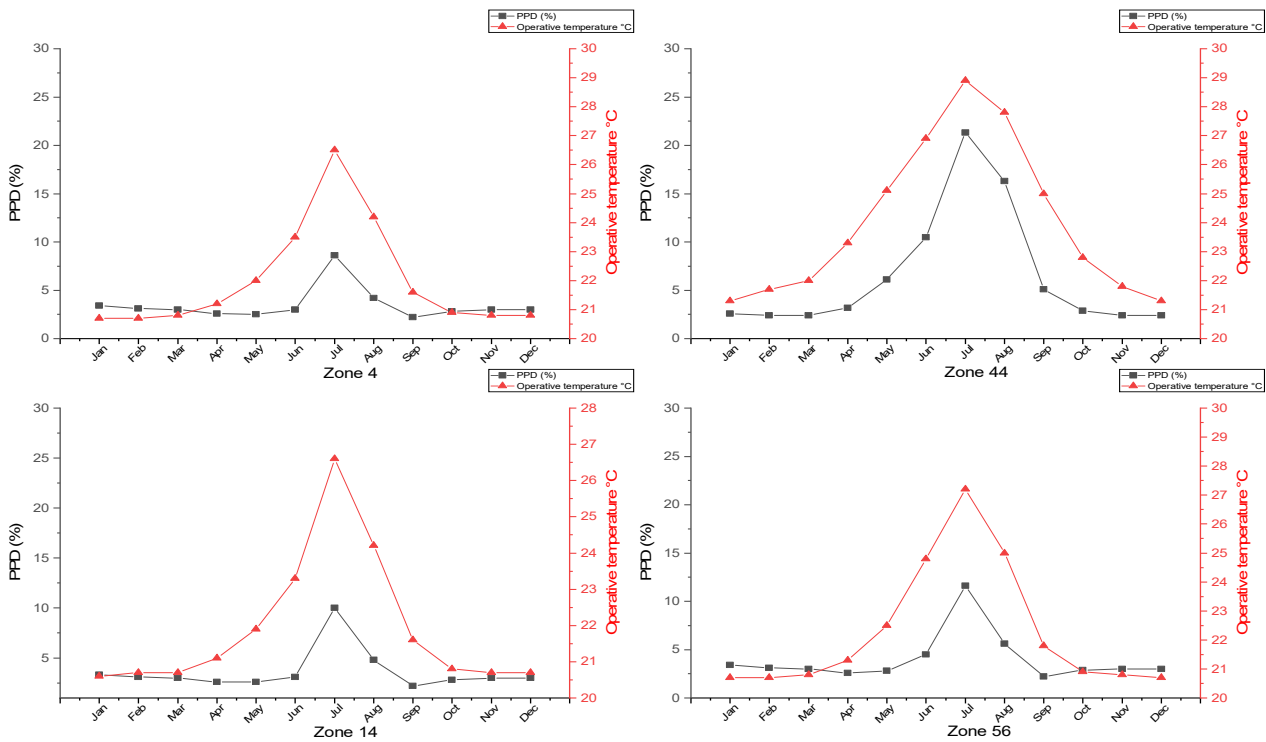 PPD (%)
Operative temperature °C
30
25
20
15
10
5
0
PPD (%)
30
29
28
27
26
25
24
23
22
21
20
Operative temperature °C
Jan Feb Mar Apr May Jun Jul Aug Sep Oct Nov Dec
Zone 4
PPD (%)
Operative temperature °C
30
25
20
15
10
5
0
PPD (%)
30
29
28
27
26
25
24
23
22
21
20
Operative temperature °C
Jan Feb Mar Apr May Jun Jul Aug Sep Oct Nov Dec
Zone 44
PPD (%)
Operative temperature °C
30
25
20
15
10
5
PPD (%)
28
27
26
25
24
23
22
21
20
Operative temperature °C
Jan Feb Mar Apr May Jun Jul Aug Sep Oct Nov Dec
Zone 14
PPD (%)
Operative temperature °C
30
25
20
15
10
5
0
PPD (%)
30
29
28
27
26
25
24
23
22
21
20
Operative temperature °C
Jan Feb Mar Apr May Jun Jul Aug Sep Oct Nov Dec
Zone 56